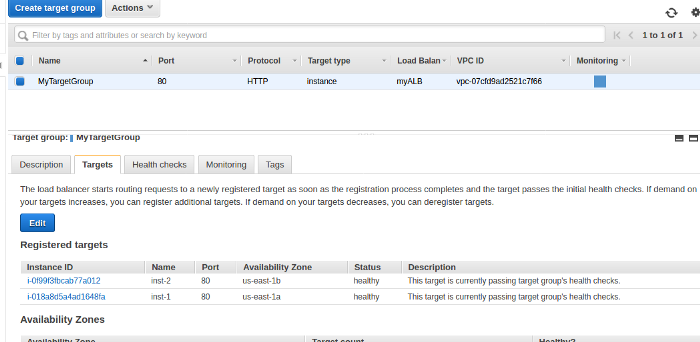 Create target group Actions
Filter by tags and attributes or search by keyword 1 to 1 of 1
Name Port Protocol Target type Load Balan VPC ID Monitoring
MyTargetGroup 80 HTTP instance myALB vpc-07cfd9ad2521c7f66
Target group: MyTargetGroup
Description Targets Health checks Monitoring Tags
The load balancer starts routing requests to a newly registered target as soon as the registration process completes and the target passes the initial health checks. If demand on
your targets increases, you can register additional targets. If demand on your targets decreases, you can deregister targets.
Edit
Registered targets
Instance ID Name Port Availability Zone Status Description
i-0f99f3fbcab77a012 inst-2 80 us-east-1b healthy This target is currently passing target group's health checks.
i-018a8d5a4ad1648fa inst-1 80 us-east-1a healthy This target is currently passing target group's health checks.
Availability Zones
Availability Zone Target count Healthy?